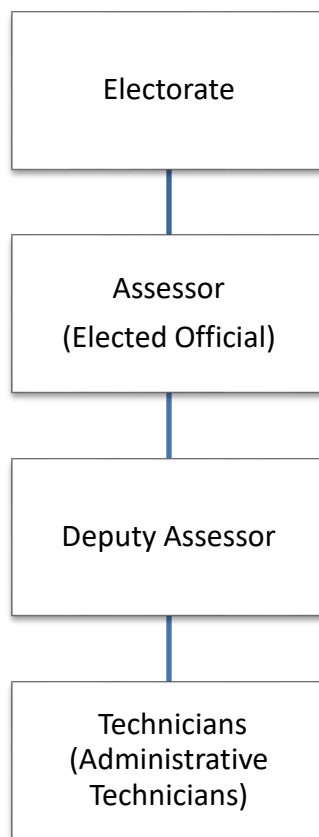 Electorate
Assessor
(Elected Official)
Deputy Assessor
Technicians
(Administrative
Technicians)